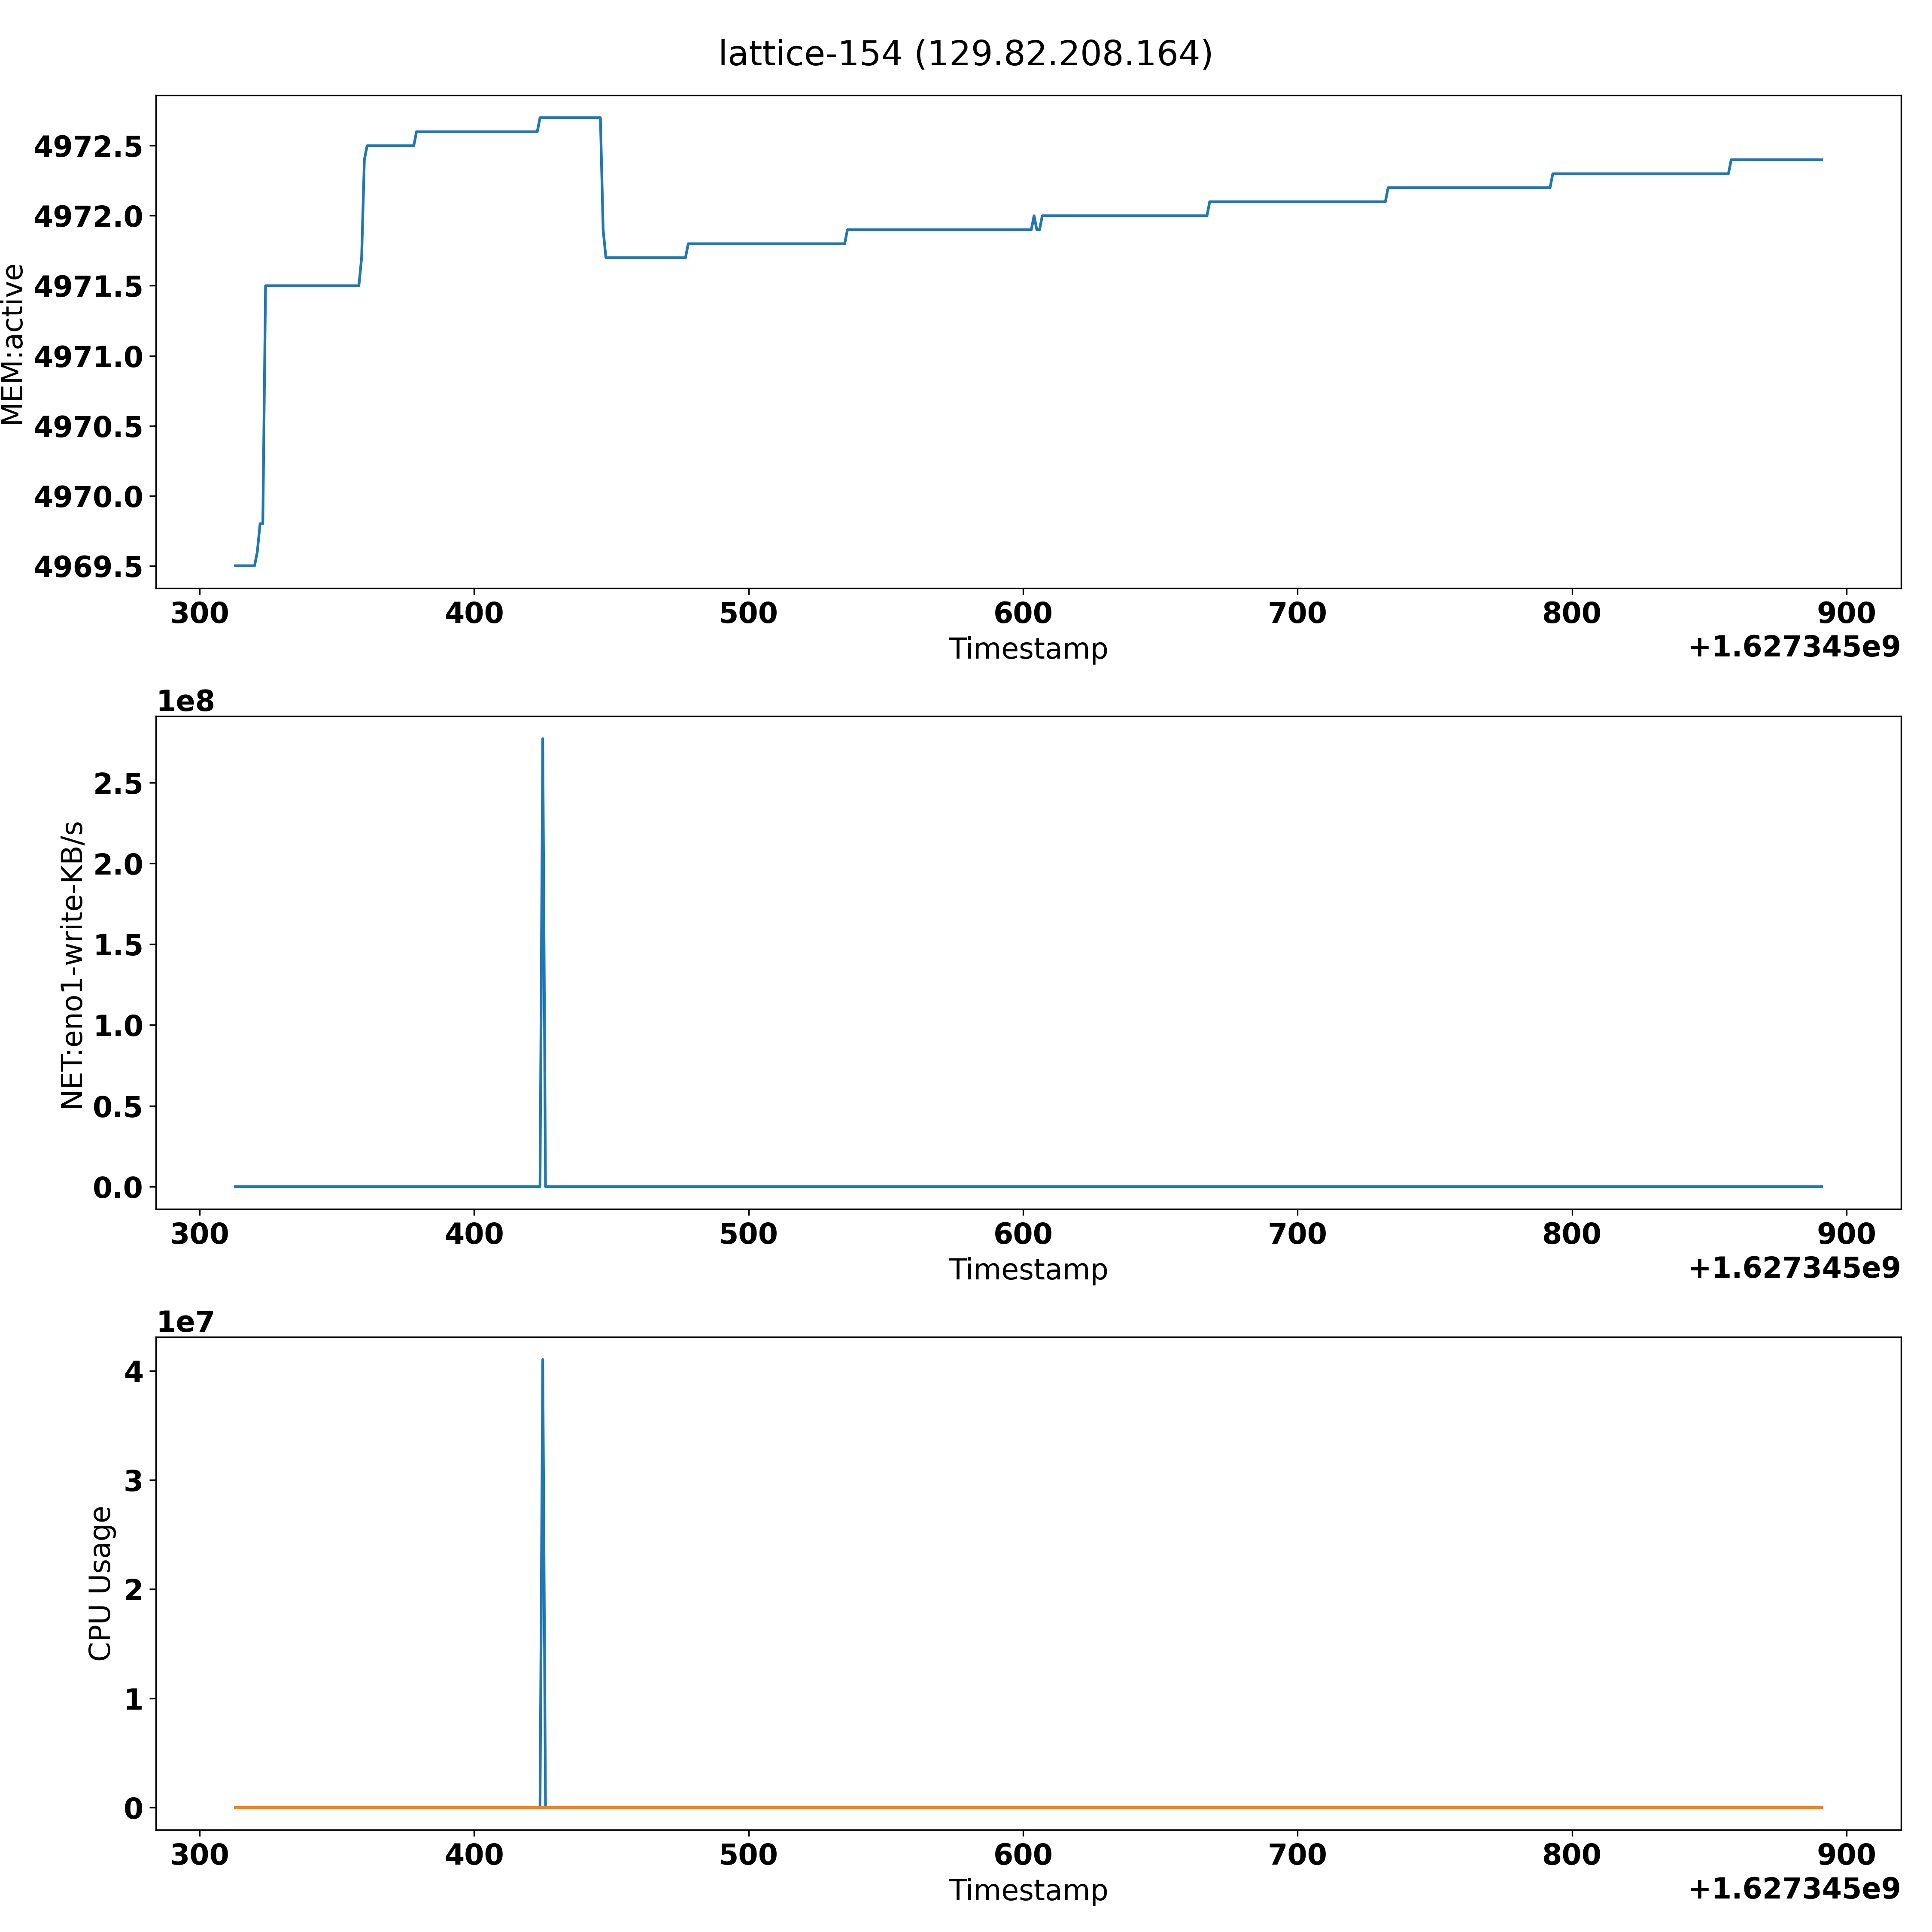 lattice-154 (129.82.208.164)
MEM:active
4972.5
4972.0
4971.5
4971.0
4970.5
4970.0
4969.5
300 400 500 600 700 800 900
Timestamp
+1.627345e9
1e8
NET:eno1-write-KB/s
2.5
2.0
1.5
1.0
0.5
0.0
300 400 500 600 700 800 900
Timestamp
+1.627345e9
1e7
CPU Usage
4
3
2
1
0
300 400 500 600 700 800 900
Timestamp
+1.627345e9